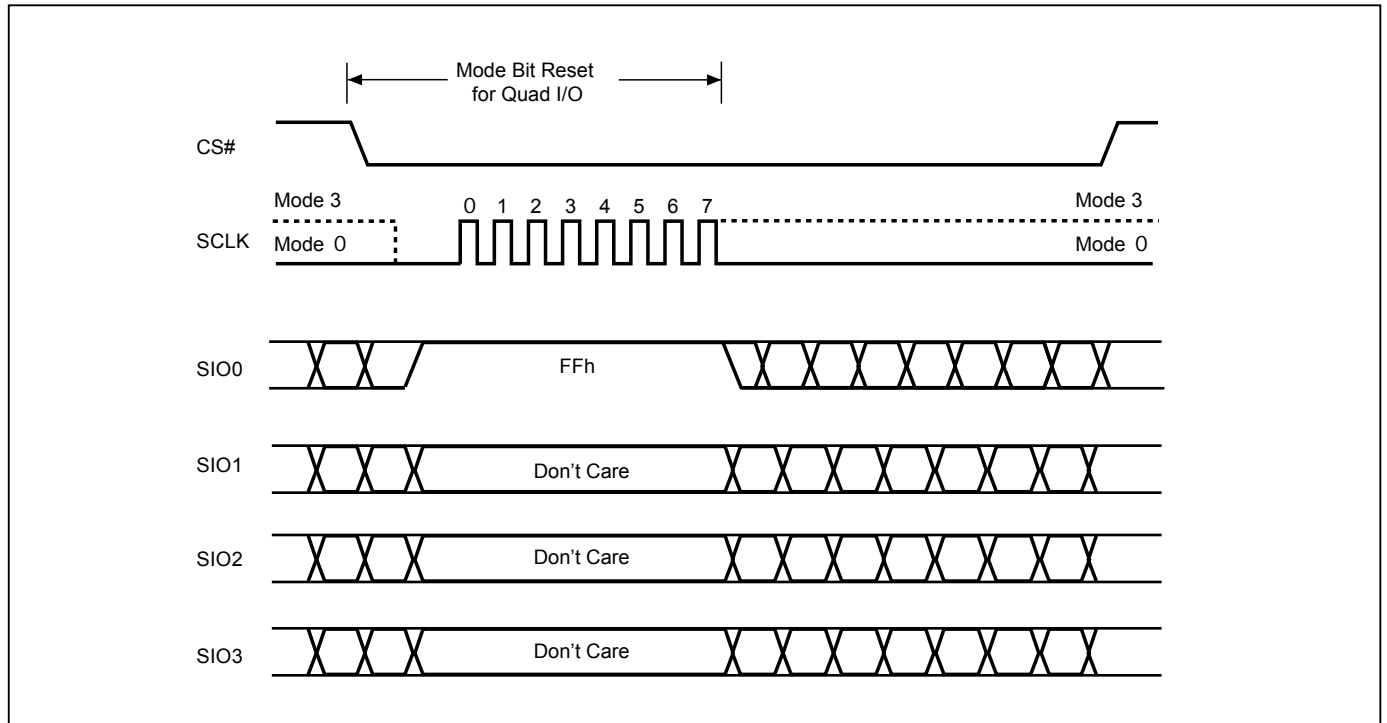 Mode Bit Reset
for Quad I/O
CS#
Mode 3
0 1 2 3 4 5 6 7
Mode 3
SCLK
Mode 0
Mode 0
SIO0
FFh
SIO1
Don't Care
SIO2
Don't Care
SIO3
Don't Care